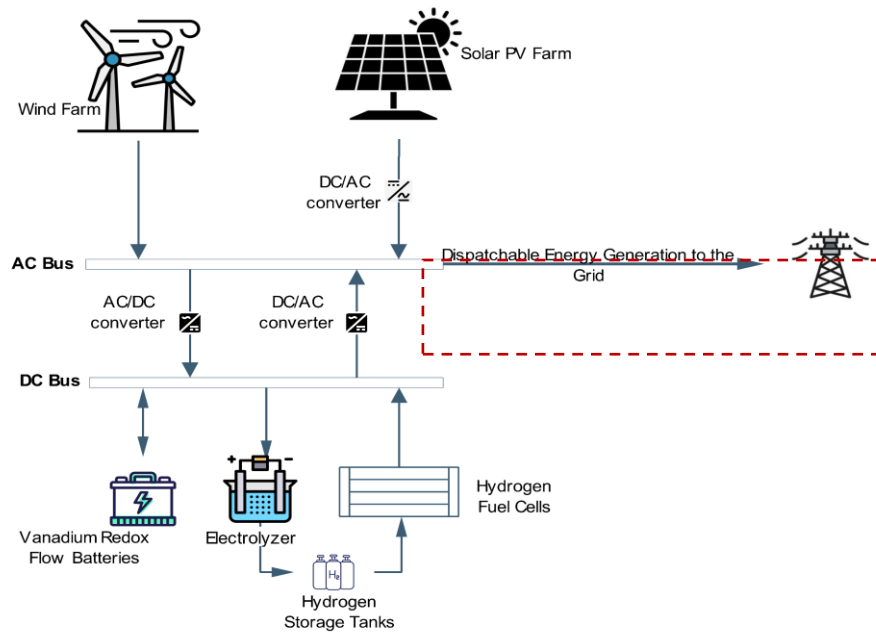 Solar PV Farm
Wind Farm
DC/AC
converter
AC Bus
Dispatchable Energy Generation to the
Grid
AC/DC
converter
DC/AC
converter
DC Bus
+ −
Vanadium Redox
Flow Batteries
Electrolyzer
Hydrogen
Fuel Cells
He
Hydrogen
Storage Tanks